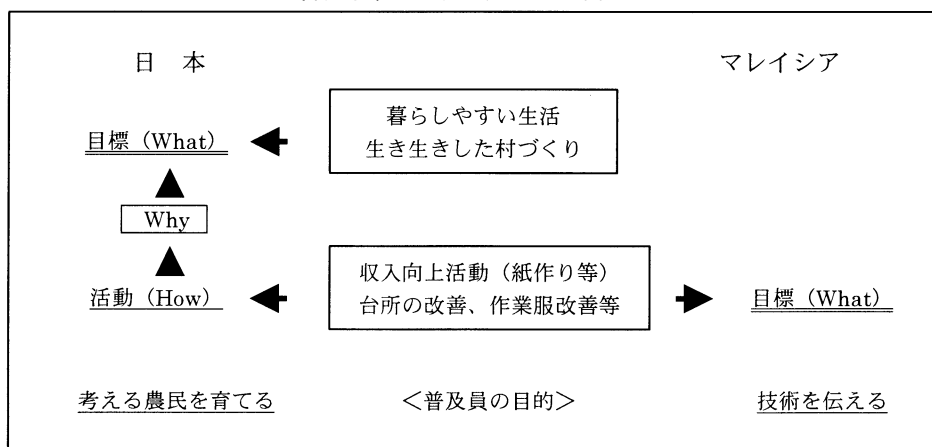 日 本
マレイシア
暮らしやすい生活
生き生きした村づくり
目標（What）
Why
収入向上活動（紙作り等）
台所の改善、作業服改善等
活動（How）
目標（What）
考える農民を育てる
＜普及員の目的＞
技術を伝える